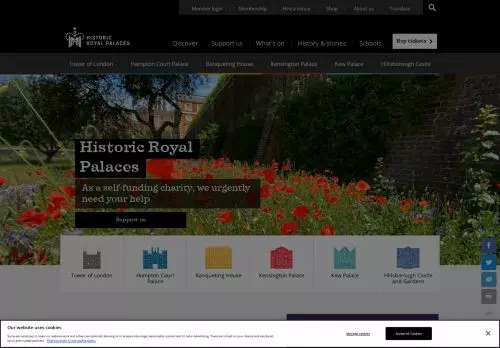 Member login
Membership
Hire a venue
Shop
About us
Translate
HISTORIC
ROYAL PALACES
Discover
Support us
What's on
History & stories
Schools
Buy tickets
Tower of London
Hampton Court Palace
Banqueting House
Kensington Palace
Kew Palace
Hillsborough Castle
Historic Royal
Palaces
As a self-funding charity, we urgently
need your help
Support us
Tower of London
Hampton Court
Palace
Banqueting House
Kensington Palace
Kew Palace
Hillsborough Castle
and Gardens
Our website uses cookies
Manage cookies
Accept All Cookies